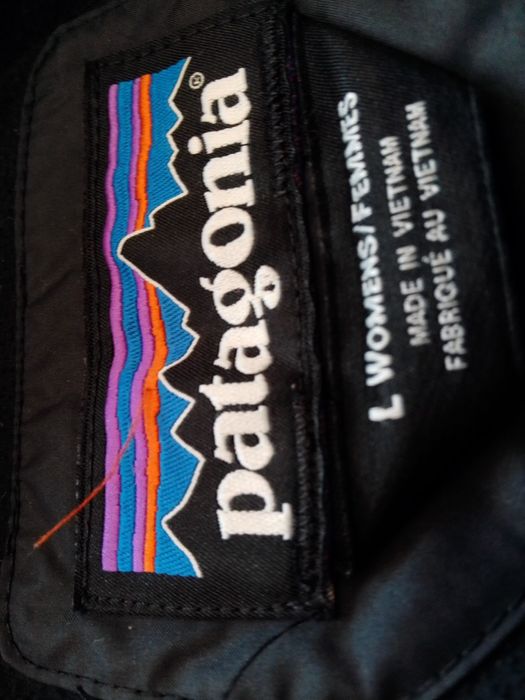 patagonia®
L WOMENS/FEMMES
MADE IN VIETNAM
FABRIQUÉ AU VIETNAM